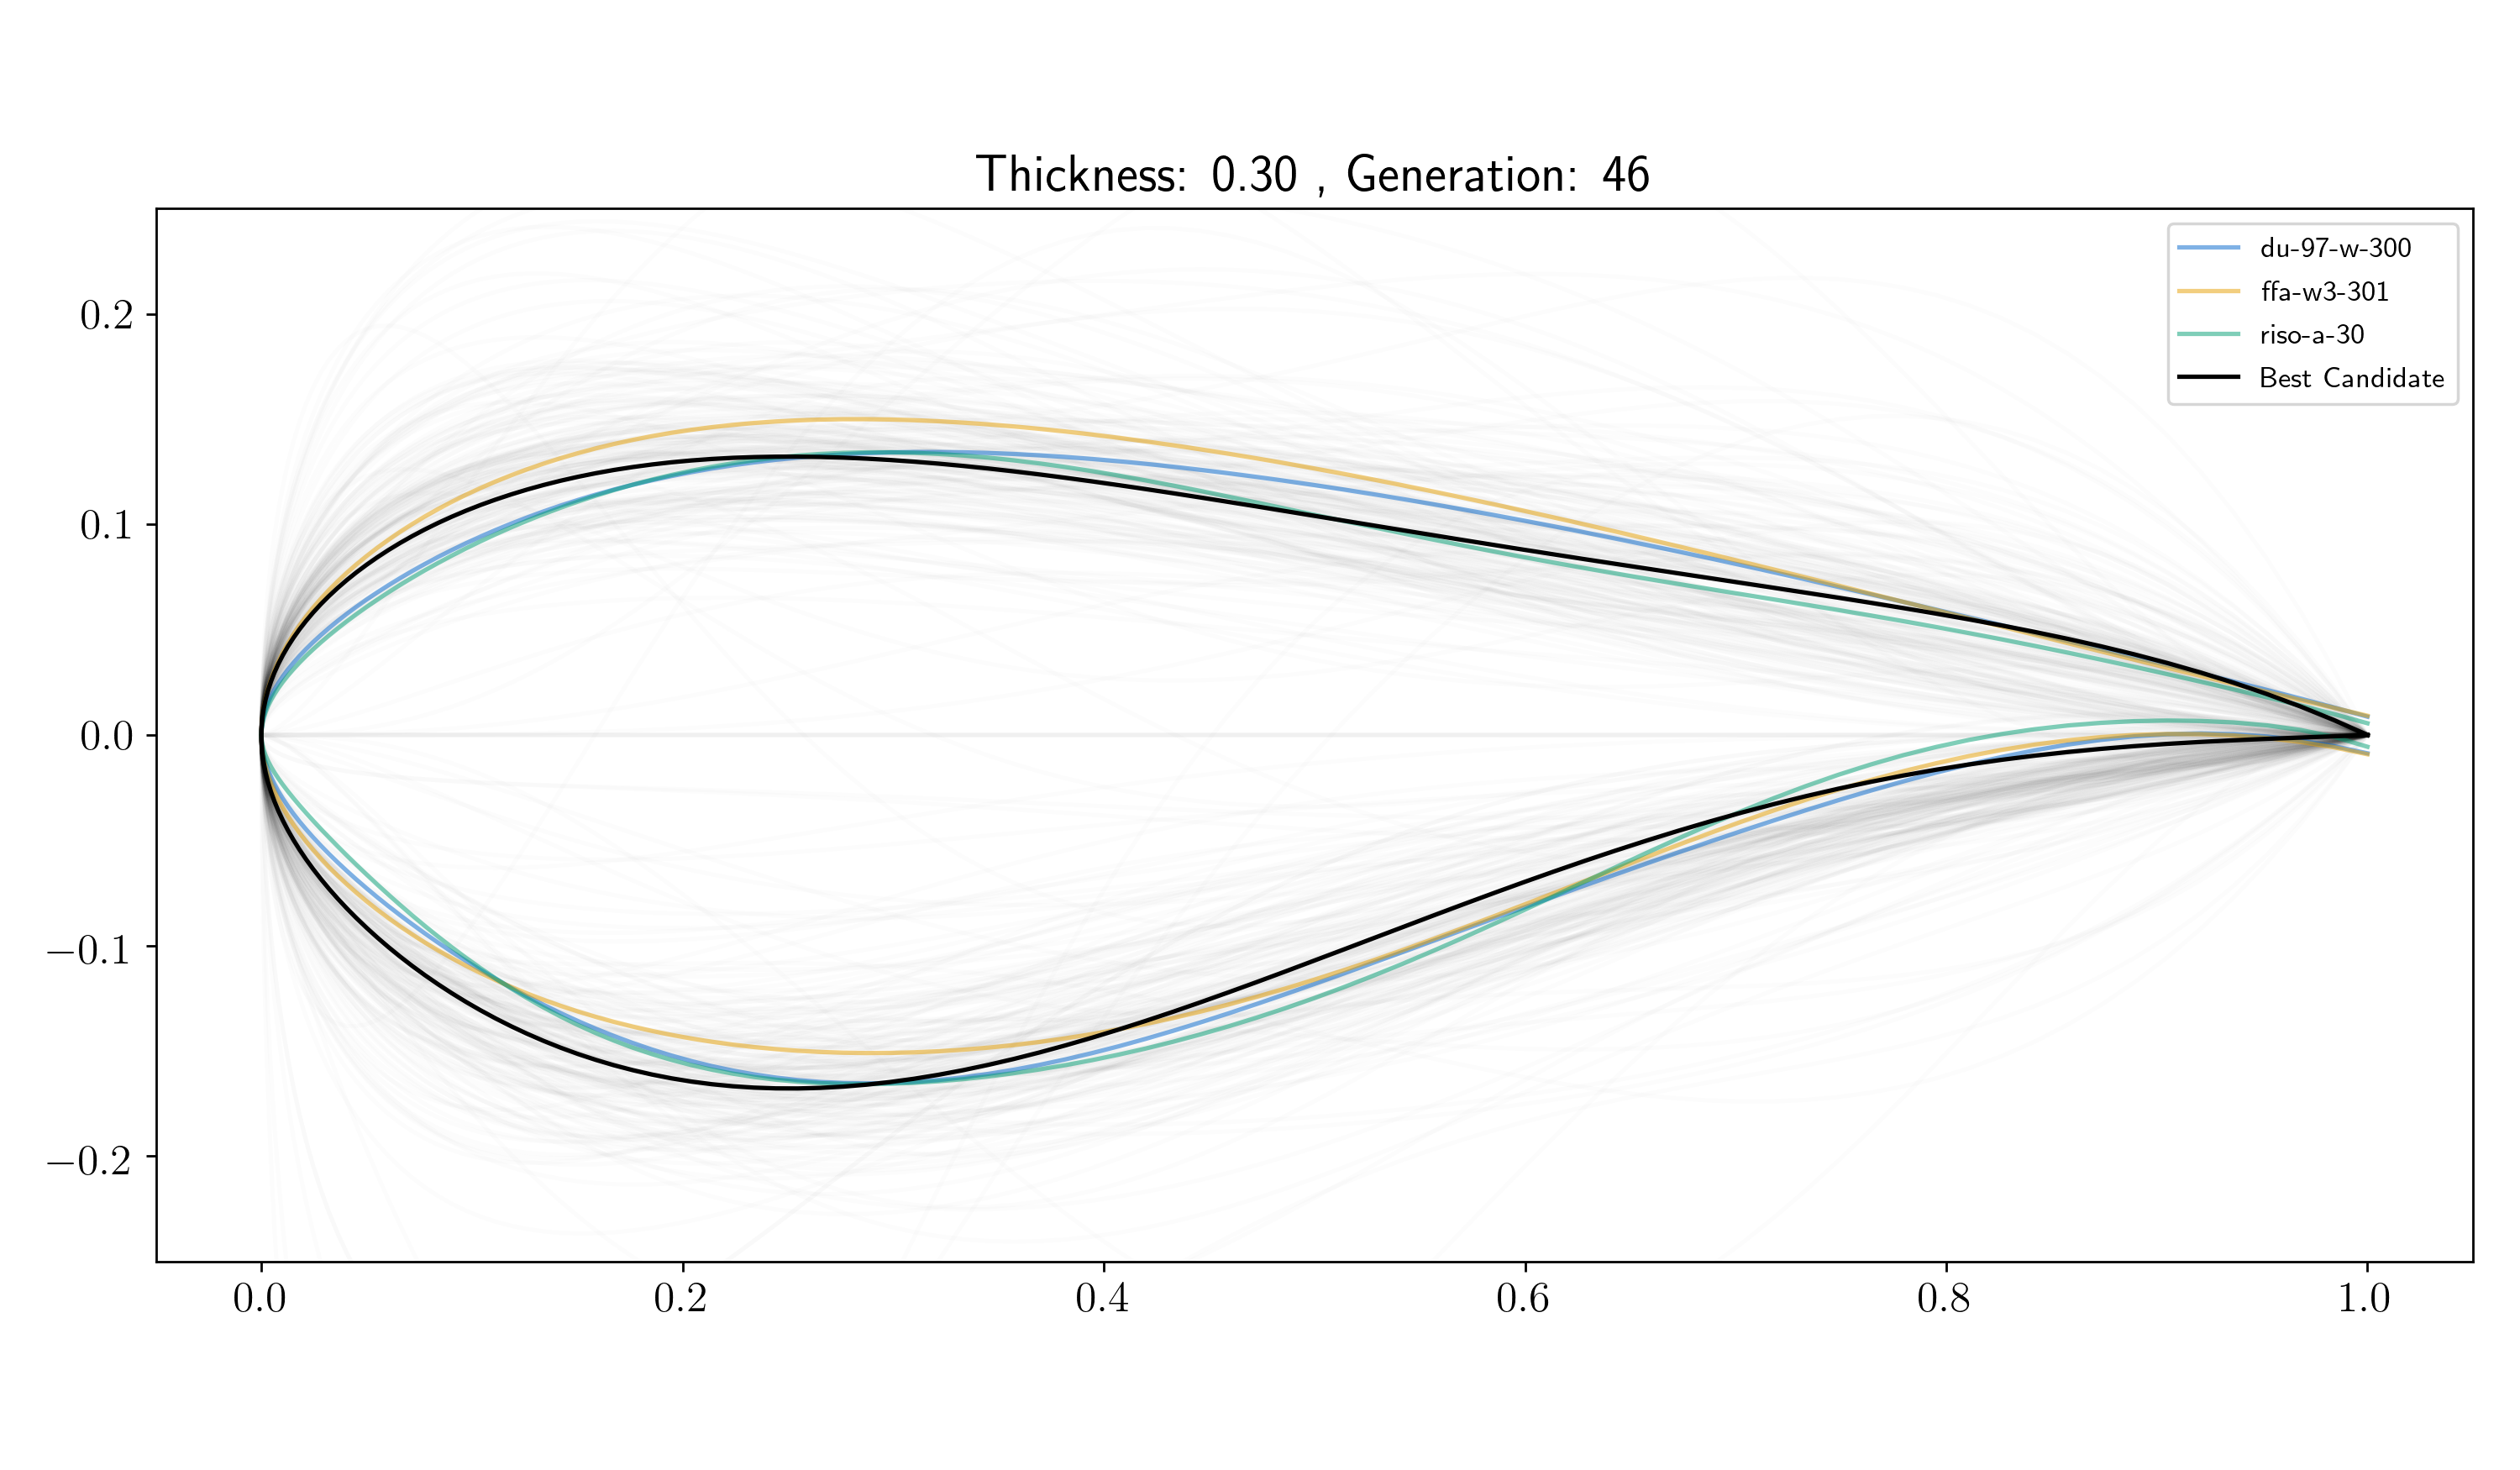 Thickness: 0.30 , Generation: 46
du-97-w-300
ffa-w3-301
riso-a-30
Best Candidate
0.2
0.1
0.0
−0.1
−0.2
0.0 0.2 0.4 0.6 0.8 1.0